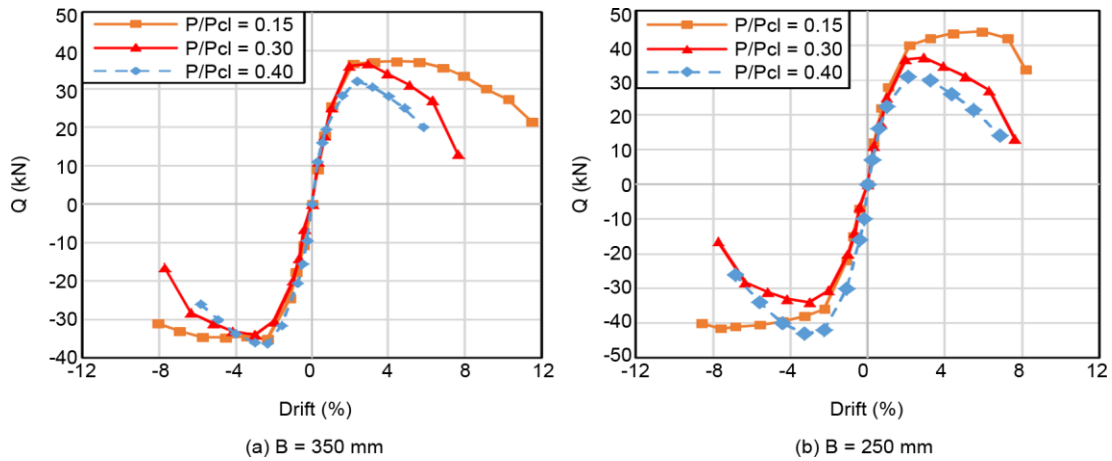 P/Pcl = 0.15
P/Pcl = 0.30
P/Pcl = 0.40
50
40
30
20
10
0
-10
-20
-30
-40
Q (kN)
-12 -8 -4 0 4 8 12
Drift (%)
(a) B = 350 mm
P/Pcl = 0.15
P/Pcl = 0.30
P/Pcl = 0.40
50
40
30
20
10
0
-10
-20
-30
-40
-50
Q (kN)
-12 -8 -4 0 4 8 12
Drift (%)
(b) B = 250 mm